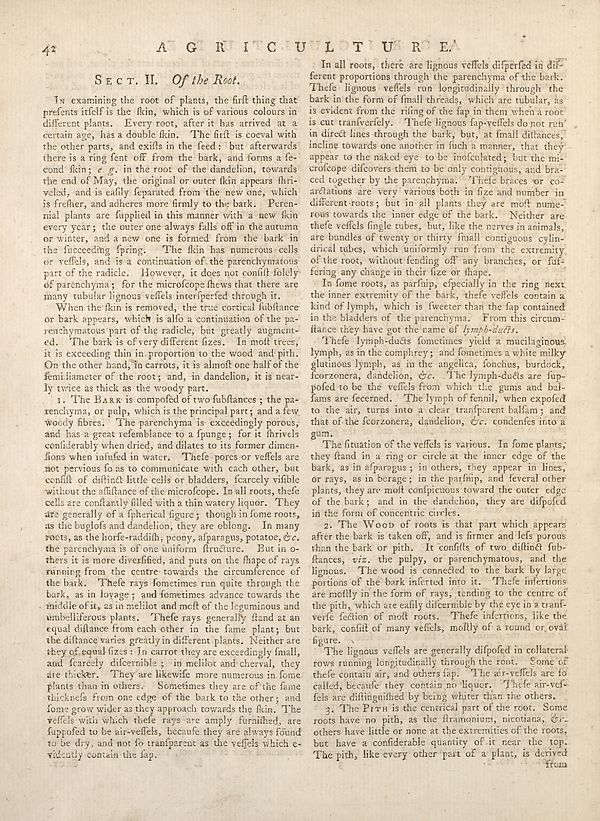 42 A G R I C U L T U R E.
SECT. II. Of the Root.
IN examining the root of plants, the firſt thing that
preſents itſelf is the ſkin, which is of various colours in
different plants. Every root, after it has arrived at a
certain age, has a double ſkin. The firſt is coeval with
the other parts, and exiſts in the ſeed: but afterwards
there is a ring ſent off from the bark, and forms a ſe-
cond ſkin; e. g. in the root of the dandelion, towards
the end of May, the original or outer ſkin appears ſhri-
veled, and is eaſily ſeparated from the new one, which
is freſher, and adheres more firmly to the bark. Peren-
nial plants are ſupplied in this manner with a new ſkin
every year; the outer one always falls off in the autumn
or winter, and a new one is formed from the bark in
the ſucceeding ſpring. The ſkin has numerous cells
or veſſels, and is a continuation of the parenchymatous
part of the radicle. However, it does not conſiſt ſolely
of parenchyma; for the microſcope ſhews that there are
many tubular lignous veſſels interſperſed through it.
When the ſkin is removed, the true cortical ſubſtance
or bark appears, which is alſo a continuation of the pa-
renchymatous part of the radicle, but greatly augment-
ed. The bark is of very different ſizes. In moſt trees,
it is exceeding thin in proportion to the wood and pith.
On the other hand, in carrots, it is almoſt one half of the
ſemidiameter of the root; and, in dandelion, it is near-
ly twice as thick as the woody part.
1. The BARK is compoſed of two ſubſtances; the pa-
renchyma, or pulp, which is the principal part; and a few
woody fibres. The parenchyma is exceedingly porous,
and has a great reſemblance to a ſpunge; for it ſhrivels
conſiderably when dried, and dilates to its former dimen-
ſions when infuſed in water. Theſe pores or veſſels are
not pervious ſo as to communicate with each other, but
conſiſt of diſtinct little cells or bladders, ſcarcely viſible
without the aſſiſtance of the microſcope. In all roots, theſe
cells are conſtantly filled with a thin watery liquor. They
are generally of a ſpherical figure; though in ſome roots,
as the bugloſs and dandelion, they are oblong. In many
roots, as the horſe-raddiſh, peony, aſparagus, potatoe, &c.
the parenchyma is of one uniform ſtructure. But in o-
thers it is more diverſified, and puts on the ſhape of rays
running from the centre towards the circumference of
the bark. Theſe rays ſometimes run quite through the
bark, as in lovage; and ſometimes advance towards the
middle of it, as in melilot and moſt of the leguminous and
umbelliferous plants. Theſe rays generally ſtand at an
equal diſtance from each other in the ſame plant; but
the diſtance varies greatly in different plants. Neither are
they of equal ſizes: In carrot they are exceedingly ſmall,
and ſcarcely diſcernible; in melilot and cherval, they
are thicker. They are likewiſe more numerous in ſome
plants than in others. Sometimes they are of the ſame
thickneſs from one edge of the bark to the other; and
ſome grow wider as they approach towards the ſkin. The
veſſels with which theſe rays are amply furniſhed, are
ſuppoſed to be air-veſſels, becauſe they are always found
to be dry, and not ſo tranſparent as the veſſels which e-
vidently contain the ſap.
In all roots, there are lignous veſſels diſperſed in dif-
ferent proportions through the parenchyma of the bark.
Theſe lignous veſſels run longitudinally through the
bark in the form of ſmall threads, which are tubular, as
is evident from the riſing of the ſap in them when a root
is cut tranſverſely. Theſe lignous ſap-veſſels do not run
in direct lines through the bark, but, at ſmall diſtances,
incline towards one another in ſuch a manner, that they
appear to the naked eye to be inoſculated; but the mi-
croſcope diſcovers them to be only contiguous, and bra-
ced together by the parenchyma. Theſe braces or co-
arctations are very various both in ſize and number in
different roots; but in all plants they are moſt nume-
rous towards the inner edge of the bark. Neither are
theſe veſſels ſingle tubes, but, like the nerves in animals,
are bundles of twenty or thirty ſmall contiguous cylin-
drical tubes, which uniformly run from the extremity
of the root, without ſending off any branches, or ſuf-
fering any change in their ſize or ſhape.
In ſome roots, as parſnip, eſpecially in the ring next
the inner extremity of the bark, theſe veſſels contain a
kind of lymph, which is ſweeter than the ſap contained
in the bladders of the parenchyma. From this circum-
ſtance they have got the name of lymph-ducts.
Theſe lymph-ducts ſometimes yield a mucilaginous
lymph, as in the comphrey; and ſometimes a white milky
glutinous lymph, as in the angelica, ſonchus, burdock,
ſcorzonera, dandelion, &c. The lymph-ducts are ſup-
poſed to be the veſſels from which the gums and bal-
ſams are ſecerned. The lymph of fennil, when expoſed
to the air, turns into a clear tranſparent balſam; and
that of the ſcorzonera, dandelion, &c. condenſes into a
gum.
The ſituation of the veſſels is various. In ſome plants,
they ſtand in a ring or circle at the inner edge of the
bark, as in aſparagus; in others, they appear in lines,
or rays, as in borage; in the parſnip, and ſeveral other
plants, they are moſt conſpicuous toward the outer edge
of the bark; and in the dandelion, they are diſpoſed
in the form of concentric circles.
2. The WOOD of roots is that part which appears
after the bark is taken off, and is firmer and leſs porous
than the bark or pith. It conſiſts of two diſtinct ſub-
ſtances, viz. the pulpy, or parenchymatous, and the
lignous. The wood is connected to the bark by large
portions of the bark inſerted into it. Theſe inſertions
are moſtly in the form of rays, tending to the centre of
the pith, which are eaſily diſcernible by the eye in a tranſ-
verſe ſection of moſt roots. Theſe inſertions, like the
bark, conſiſt of many veſſels, moſtly of a round or oval
figure.
The lignous veſſels are generally diſpoſed in collateral
rows running longitudinally through the root. Some of
theſe contain air, and others ſap. The air-veſſels are ſo
called, becauſe they contain no liquor. Theſe air-veſ-
ſels are diſtinguiſhed by being whiter than the others.
3. The PITH is the centrical part of the root. Some
roots have no pith, as the ſtramonium, nicotiana, &c.
others have little or none at the extremities of the roots,
but have a conſiderable quantity of it near the top.
The pith, like every other part of a plant, is derived
from